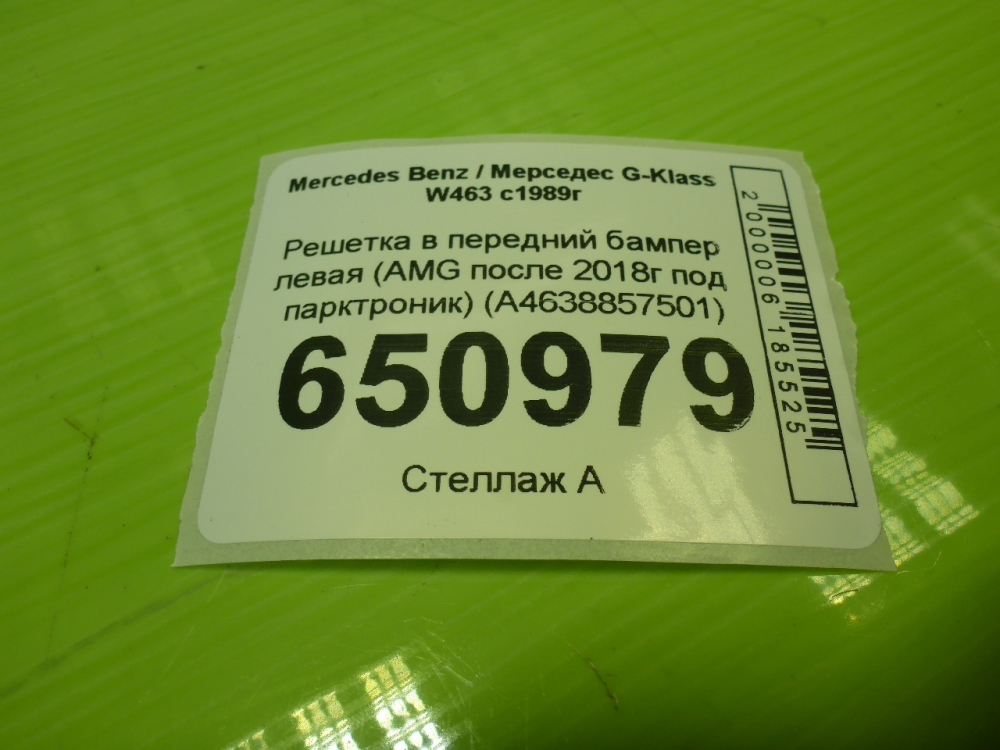 Mercedes Benz / Мерседес G-Klass
W463 с1989г
Решетка в передний бампер
левая (AMG после 2018г под
парктроник) (A4638857501)
650979
Стеллаж А
2000006185525